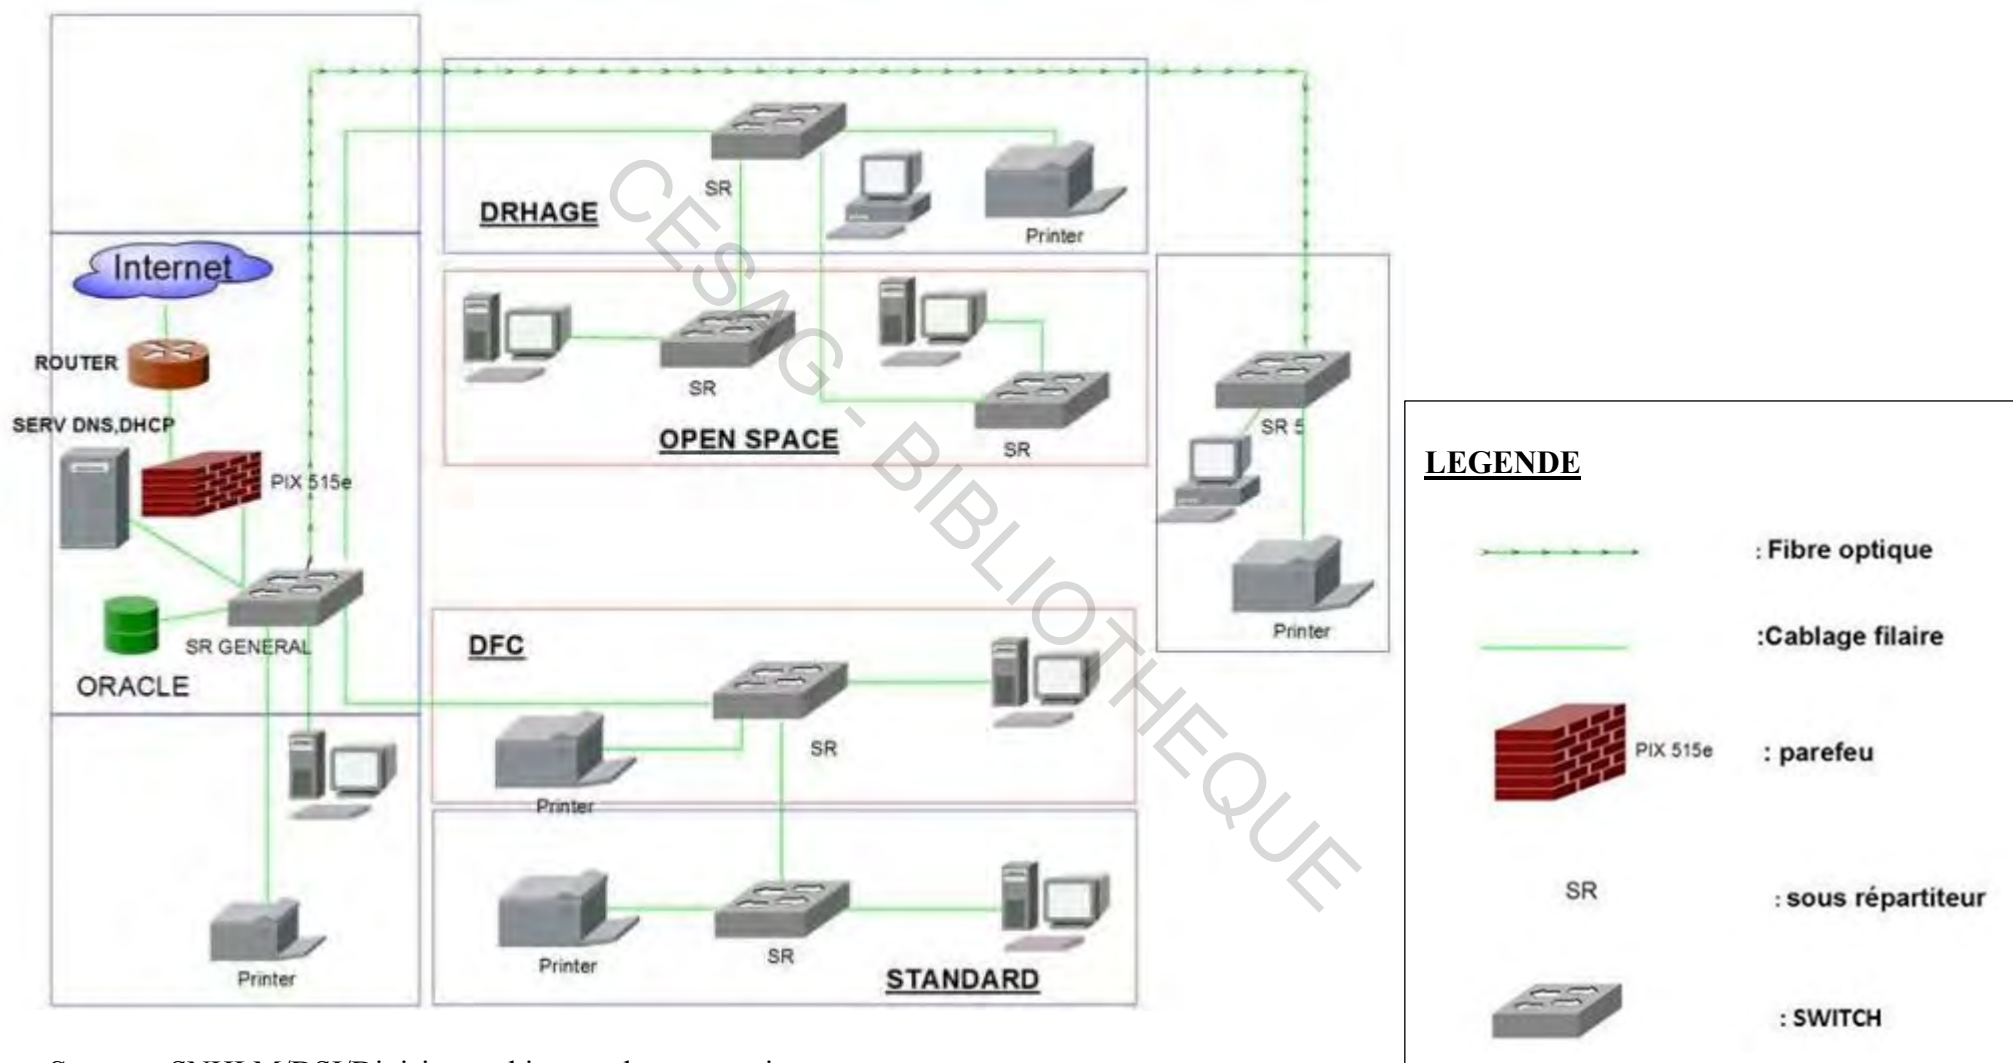 DRHAGE
SR
Printer
Internet
ROUTER
SERV DNS,DHCP
PIX 515e
SR
SR
OPEN SPACE
SR 5
Printer
SR GENERAL
ORACLE
DFC
SR
Printer
Printer
SR
Printer
STANDARD
LEGENDE
: Fibre optique
:Cablage filaire
PIX 515e : parefeu
SR : sous répartiteur
: SWITCH
CESAG - BIBLIOTHEQUE